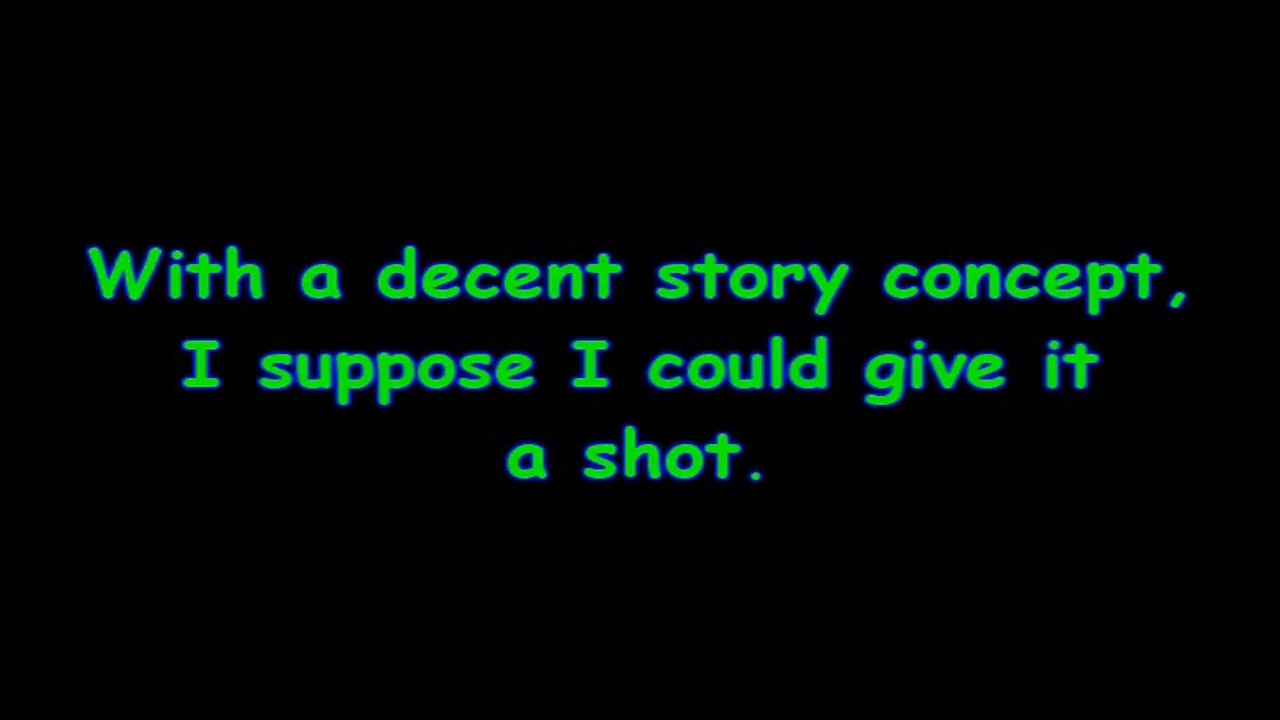 With a decent story concept,
I suppose I could give it
a shot.